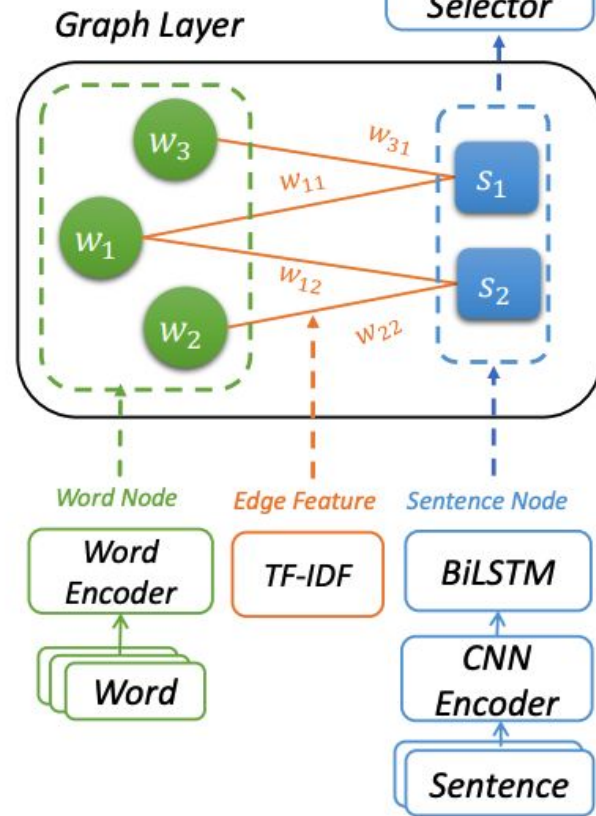 Selector
Graph Layer
w₃
w₃₁
s₁
w₁₁
w₁
w₁₂
s₂
w₂
w₂₂
Word Node
Edge Feature
Sentence Node
Word
Encoder
TF-IDF
BiLSTM
CNN
Encoder
Word
Sentence